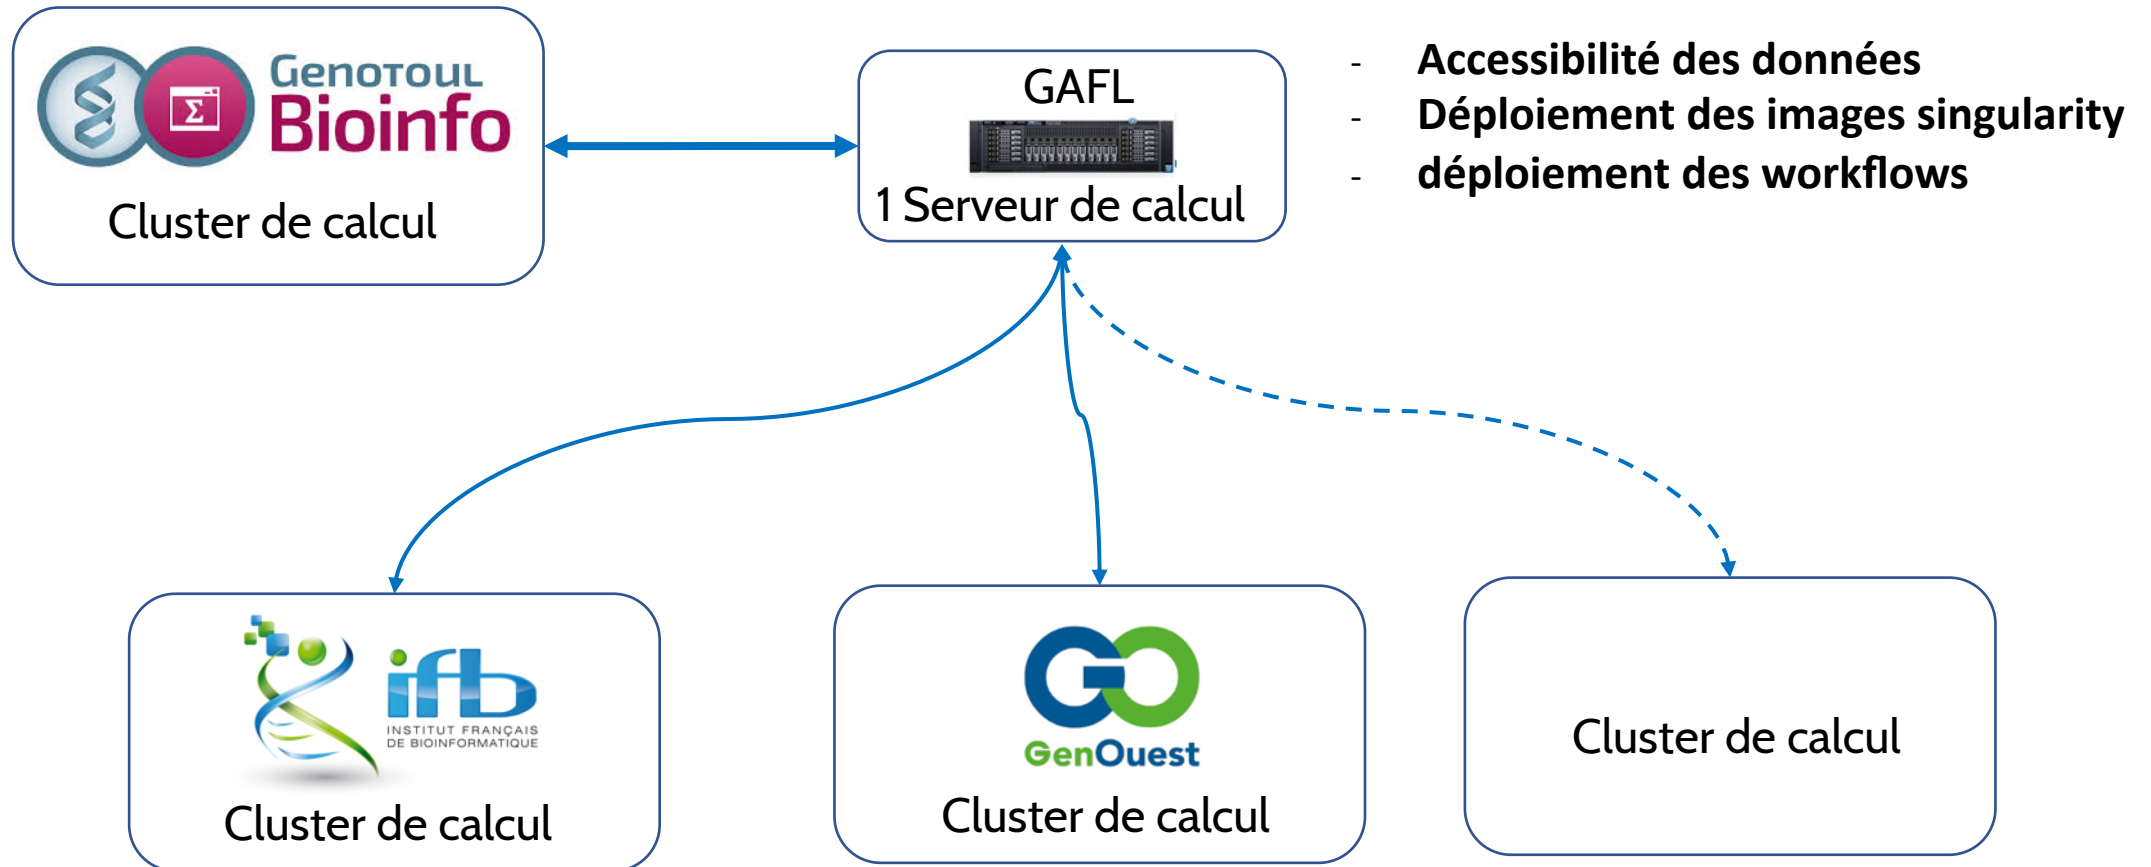 GENOTOUL
Bioinfo
Cluster de calcul
GAFL
1 Serveur de calcul
- Accessibilité des données
- Déploiement des images singularity
- déploiement des workflows
ifb
INSTITUT FRANÇAIS
DE BIOINFORMATIQUE
Cluster de calcul
GO
GenOuest
Cluster de calcul
Cluster de calcul